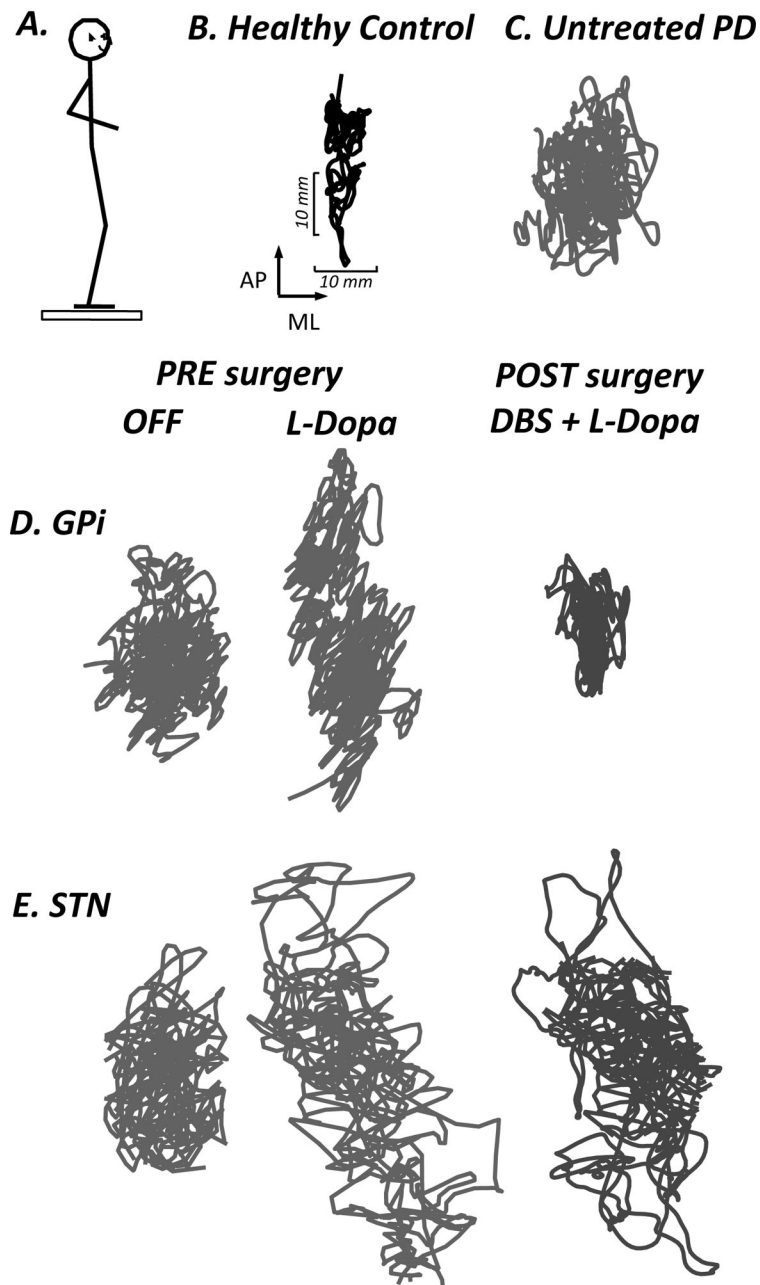 A.
B. Healthy Control
C. Untreated PD
10 mm
AP
10 mm
ML
PRE surgery
POST surgery
OFF
L-Dopa
DBS + L-Dopa
D. GPi
E. STN